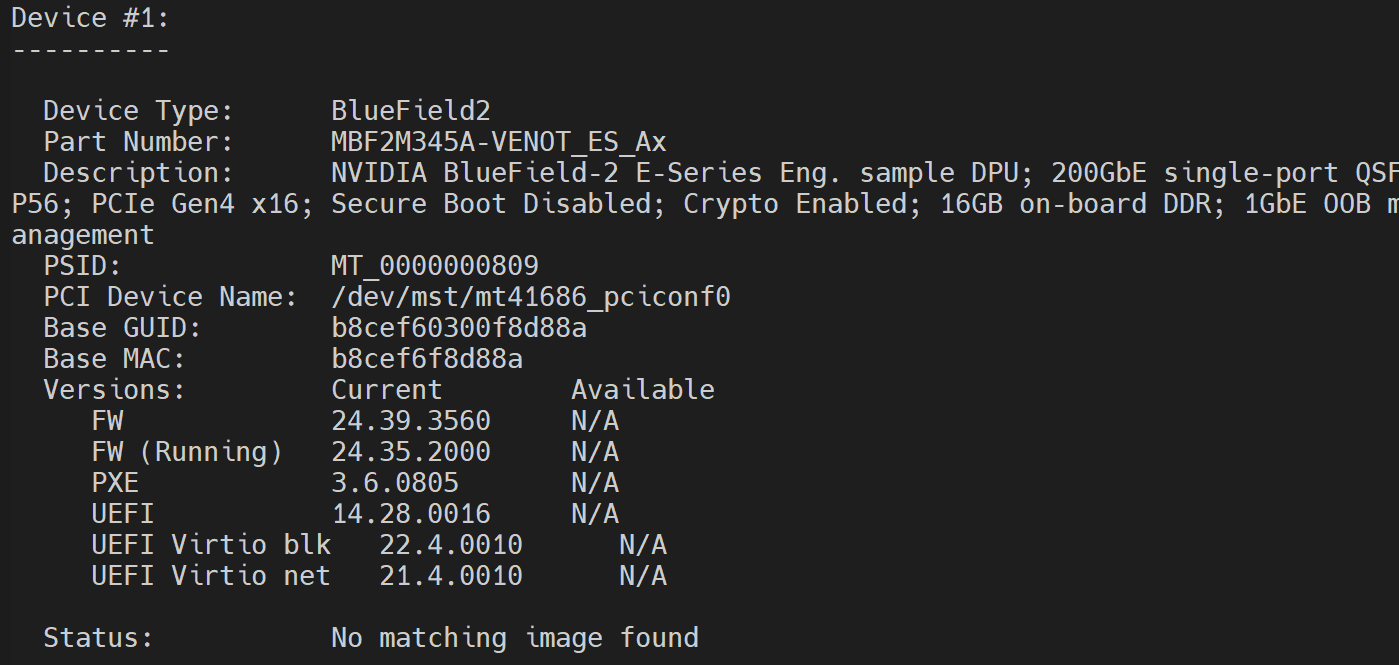 Device #1:
----------
Device Type:      BlueField2
Part Number:      MBF2M345A-VENOT_ES_Ax
Description:      NVIDIA BlueField-2 E-Series Eng. sample DPU; 200GbE single-port QSF
P56; PCIe Gen4 x16; Secure Boot Disabled; Crypto Enabled; 16GB on-board DDR; 1GbE OOB m
anagement
PSID:             MT_0000000809
PCI Device Name:  /dev/mst/mt41686_pciconf0
Base GUID:        b8cef60300f8d88a
Base MAC:         b8cef6f8d88a
Versions:         Current        Available
FW             24.39.3560     N/A
FW (Running)   24.35.2000     N/A
PXE            3.6.0805       N/A
UEFI           14.28.0016     N/A
UEFI Virtio blk   22.4.0010      N/A
UEFI Virtio net   21.4.0010      N/A
Status:           No matching image found